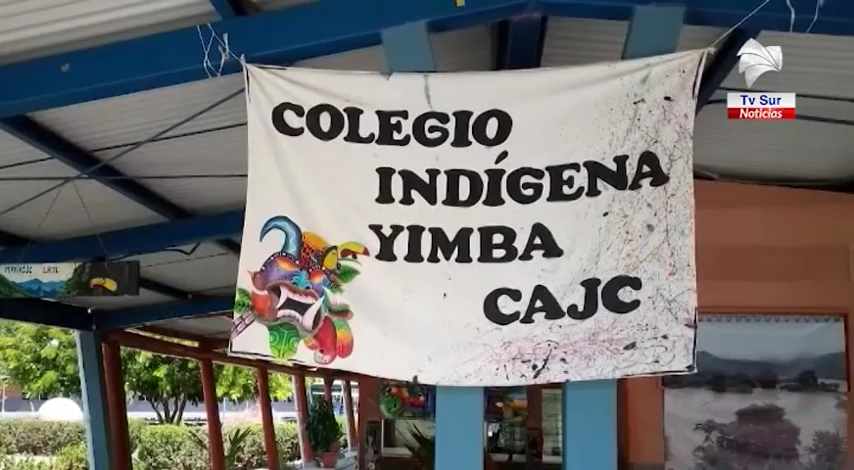 COLEGIO
INDÍGENA
YIMBA
CAJC
Tv Sur
Noticias